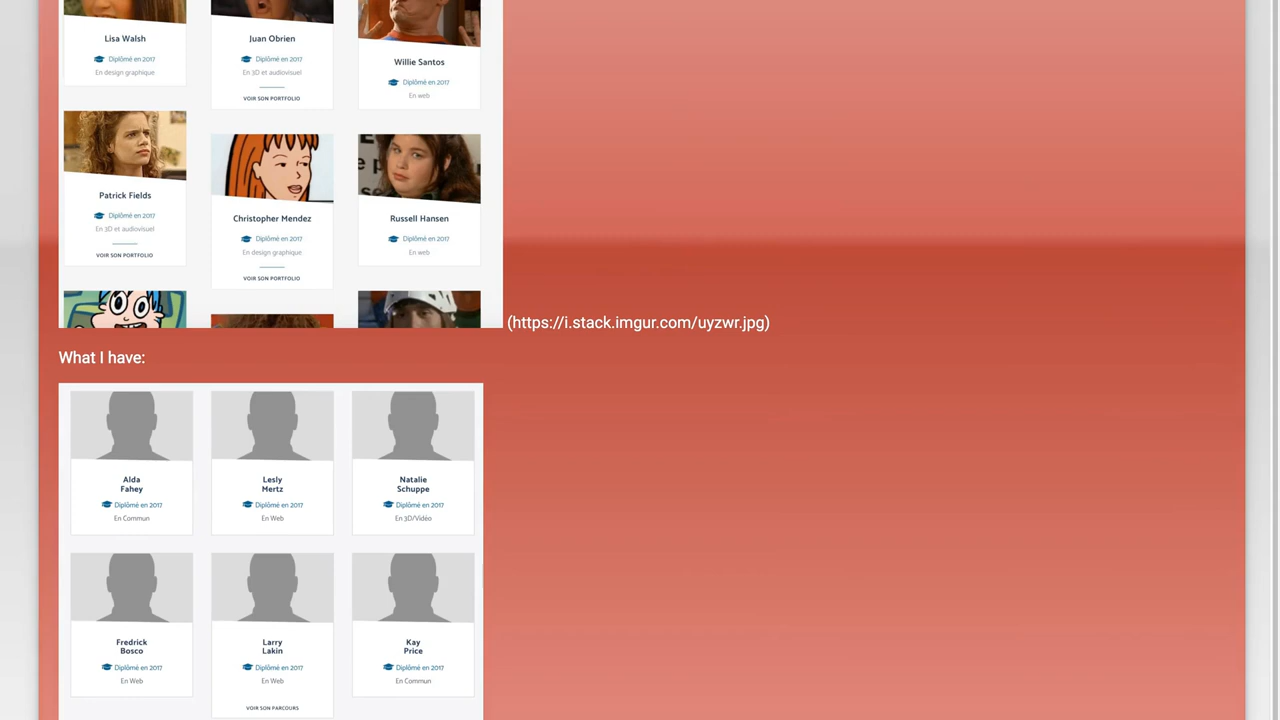 Lisa Walsh
Diplômé en 2017
En design graphique
Juan Obrien
Diplômé en 2017
En 3D et audiovisuel
VOIR SON PORTFOLIO
Willie Santos
Diplômé en 2017
En web
Patrick Fields
Diplômé en 2017
En 3D et audiovisuel
VOIR SON PORTFOLIO
Christopher Mendez
Diplômé en 2017
En design graphique
VOIR SON PORTFOLIO
Russell Hansen
Diplômé en 2017
En web
(https://i.stack.imgur.com/uyzwr.jpg)
What I have:
Alda
Fahey
Diplômé en 2017
En Commun
Lesly
Mertz
Diplômé en 2017
En Web
Natalie
Schuppe
Diplômé en 2017
En 3D/Vidéo
Fredrick
Bosco
Diplômé en 2017
En Web
Larry
Lakin
Diplômé en 2017
En Web
VOIR SON PARCOURS
Kay
Price
Diplômé en 2017
En Commun